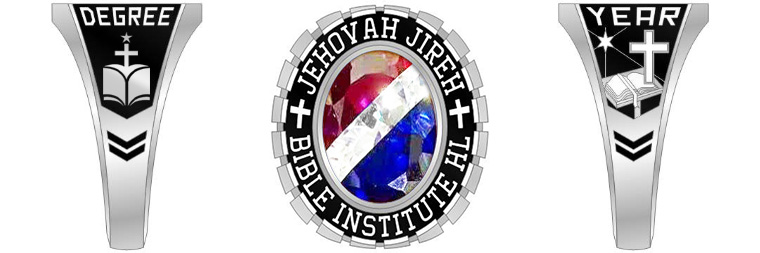 DEGREE
JEHOVAH JIREH
BIBLE INSTITUTE HL
YEAR